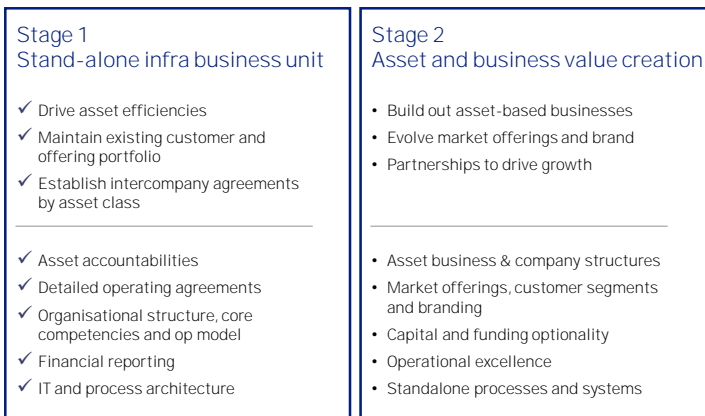 Stage 1
Stand-alone infra business unit
✓ Drive asset efficiencies
✓ Maintain existing customer and
offering portfolio
✓ Establish intercompany agreements
by asset class
✓ Asset accountabilities
✓ Detailed operating agreements
✓ Organisational structure, core
competencies and op model
✓ Financial reporting
✓ IT and process architecture
Stage 2
Asset and business value creation
• Build out asset-based businesses
• Evolve market offerings and brand
• Partnerships to drive growth
• Asset business & company structures
• Market offerings, customer segments
and branding
• Capital and funding optionality
• Operational excellence
• Standalone processes and systems